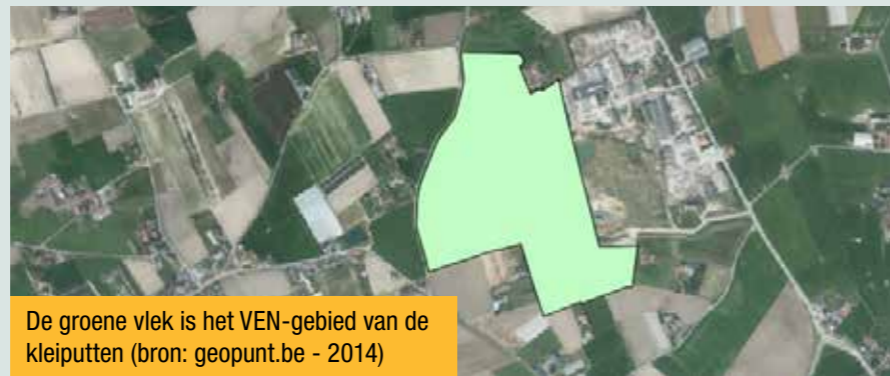 De groene vlek is het VEN-gebied van de
kleiputten (bron: geopunt.be - 2014)